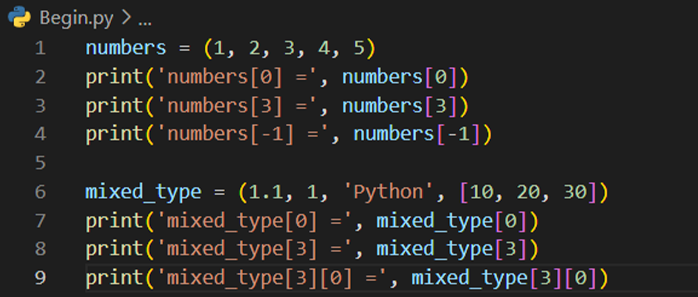 Begin.py > ...
1 numbers = (1, 2, 3, 4, 5)
2 print('numbers[0] =', numbers[0])
3 print('numbers[3] =', numbers[3])
4 print('numbers[-1] =', numbers[-1])
5
6 mixed_type = (1.1, 1, 'Python', [10, 20, 30])
7 print('mixed_type[0] =', mixed_type[0])
8 print('mixed_type[3] =', mixed_type[3])
9 print('mixed_type[3][0] =', mixed_type[3][0])